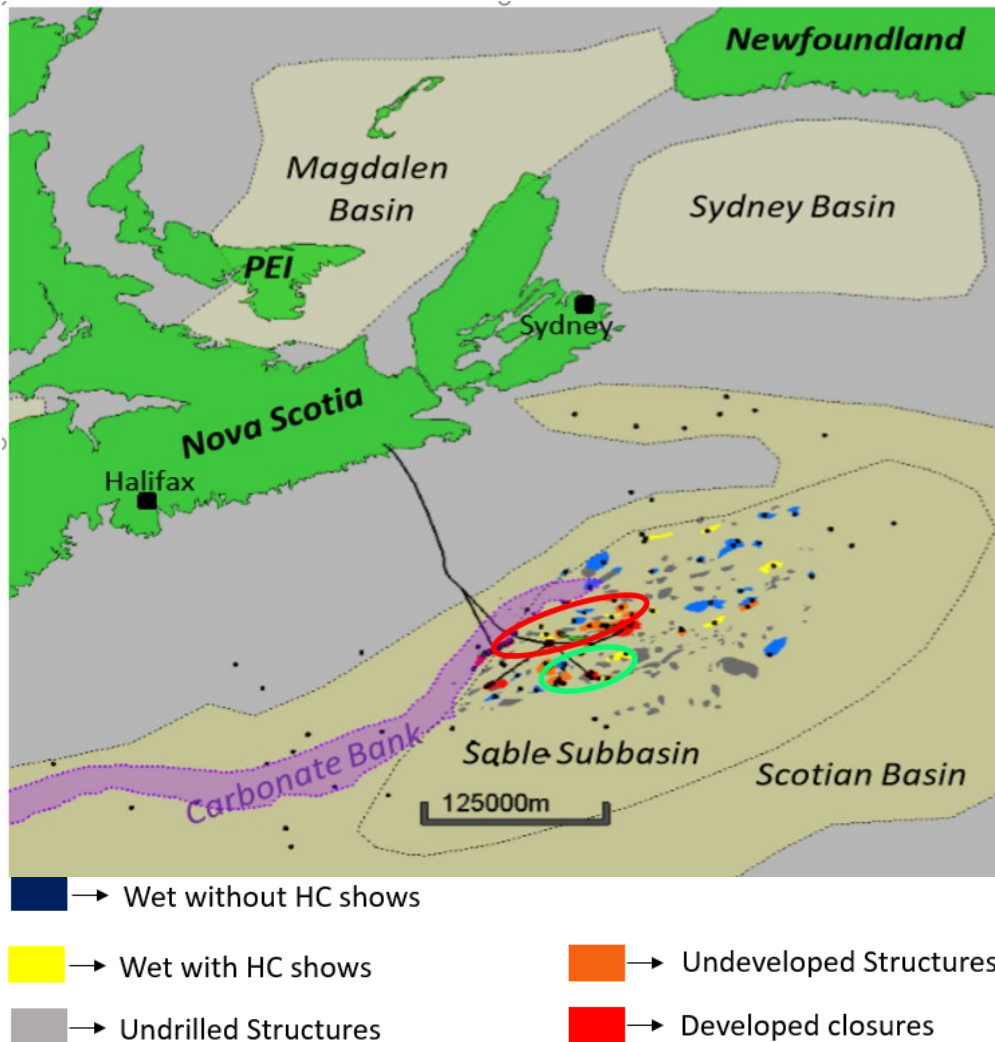 Newfoundland
Magdalen
Basin
Sydney Basin
PEI
Sydney
Nova Scotia
Halifax
Carbonate Bank
Sable Subbasin
Scotian Basin
125000m
Wet without HC shows
Wet with HC shows
Undeveloped Structures
Undrilled Structures
Developed closures